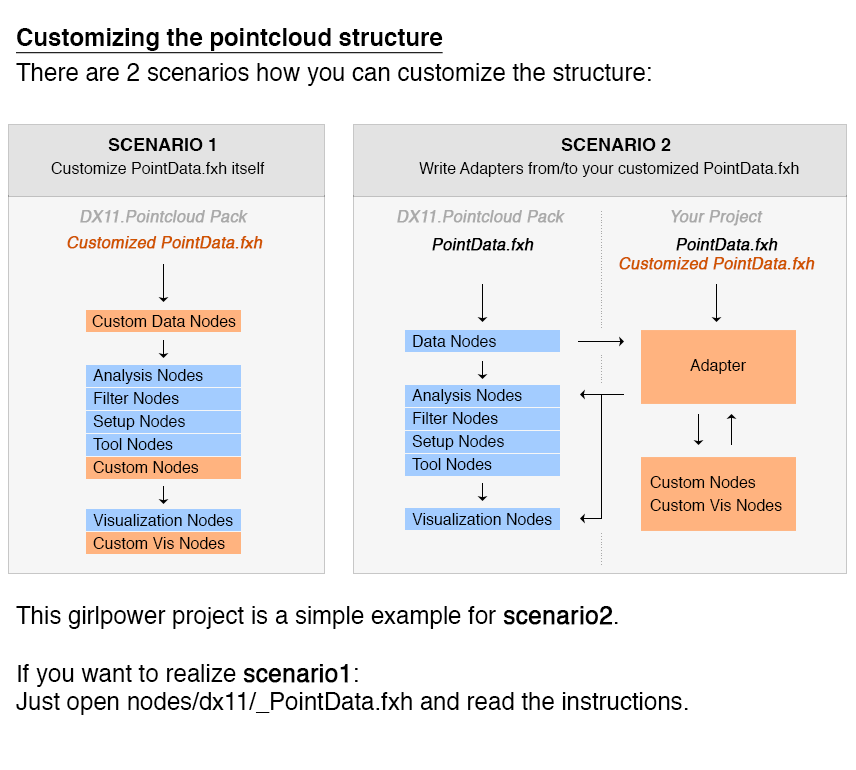 Customizing the pointcloud structure
There are 2 scenarios how you can customize the structure:
SCENARIO 1
Customize PointData.fxh itself
DX11.Pointcloud Pack
Customized PointData.fxh
Custom Data Nodes
Analysis Nodes
Filter Nodes
Setup Nodes
Tool Nodes
Custom Nodes
Visualization Nodes
Custom Vis Nodes
SCENARIO 2
Write Adapters from/to your customized PointData.fxh
DX11.Pointcloud Pack
PointData.fxh
Data Nodes
Analysis Nodes
Filter Nodes
Setup Nodes
Tool Nodes
Visualization Nodes
Your Project
PointData.fxh
Customized PointData.fxh
Adapter
Custom Nodes
Custom Vis Nodes
This girlpower project is a simple example for scenario2.
If you want to realize scenario1:
Just open nodes/dx11/_PointData.fxh and read the instructions.